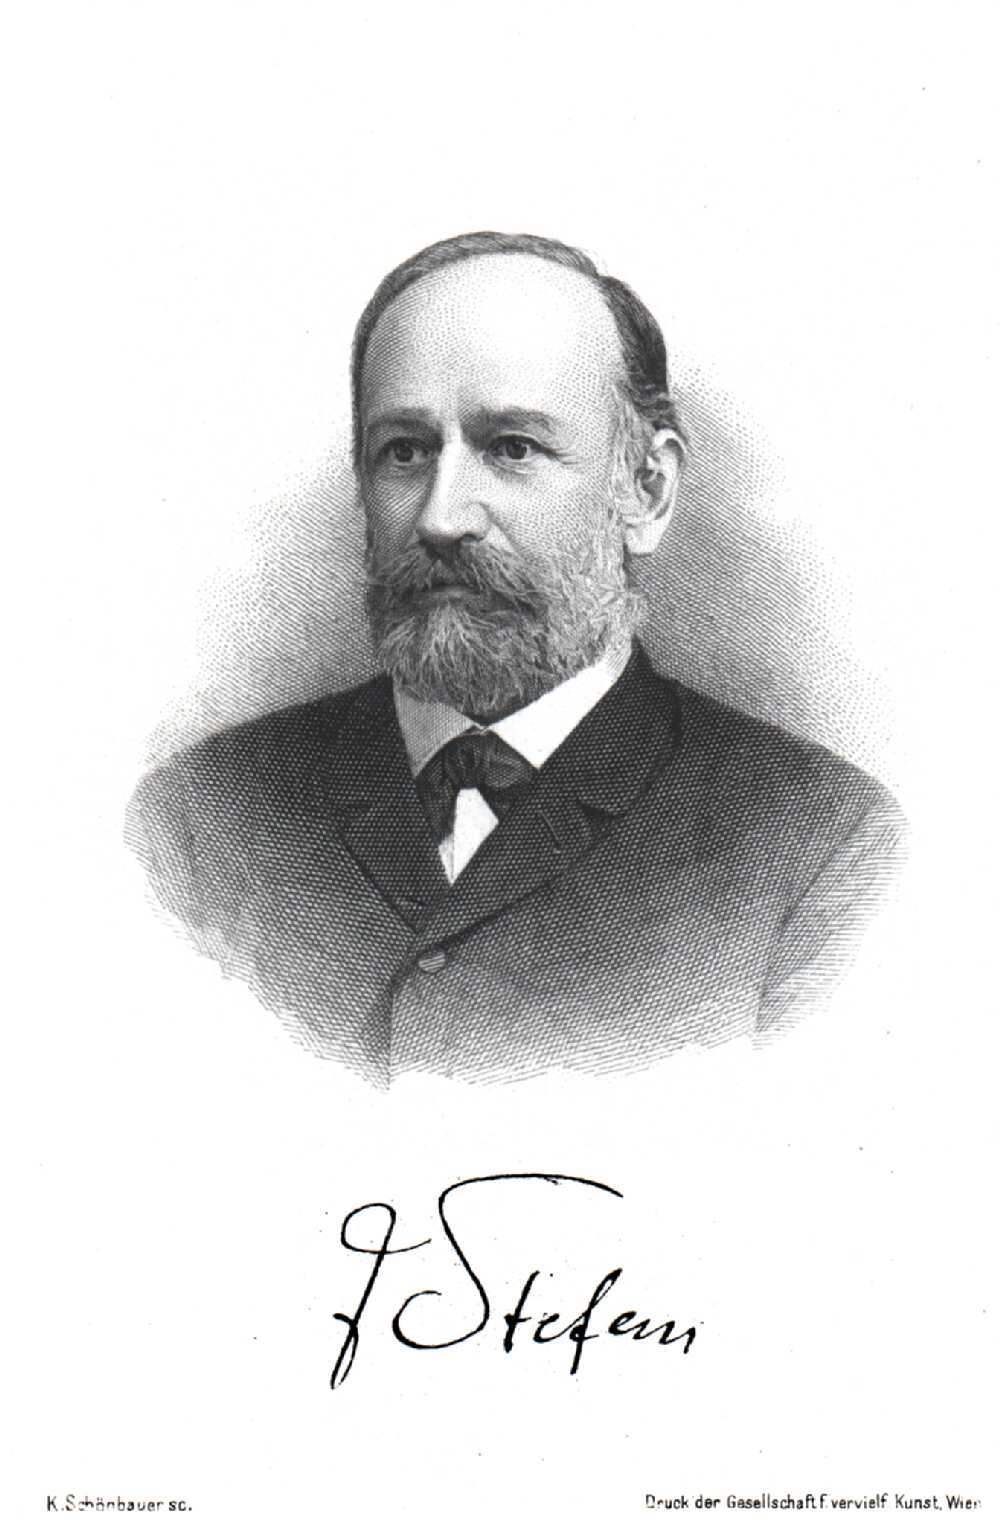 J Stefan
K. Schönbauer sc.
Druck der Gesellschaft f. vervielf. Kunst, Wien